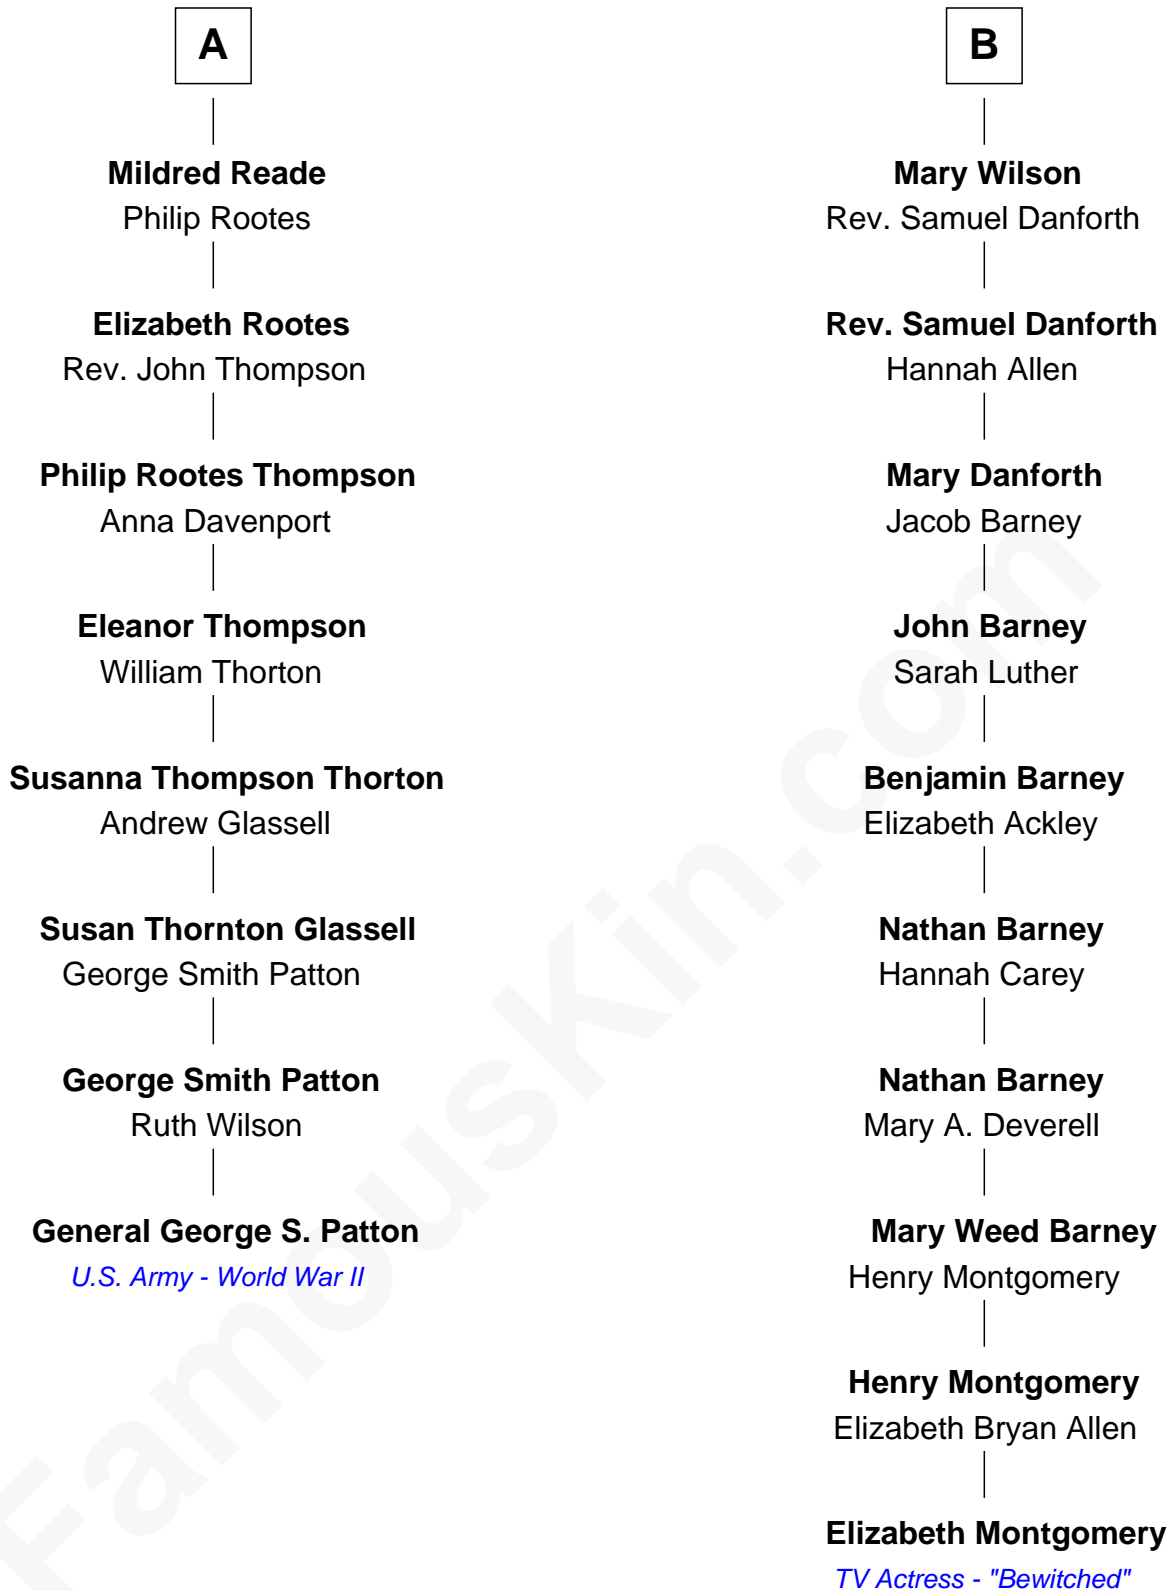 A
Mildred Reade
Philip Rootes
Elizabeth Rootes
Rev. John Thompson
Philip Rootes Thompson
Anna Davenport
Eleanor Thompson
William Thorton
Susanna Thompson Thorton
Andrew Glassell
Susan Thornton Glassell
George Smith Patton
George Smith Patton
Ruth Wilson
General George S. Patton
U.S. Army - World War II
B
Mary Wilson
Rev. Samuel Danforth
Rev. Samuel Danforth
Hannah Allen
Mary Danforth
Jacob Barney
John Barney
Sarah Luther
Benjamin Barney
Elizabeth Ackley
Nathan Barney
Hannah Carey
Nathan Barney
Mary A. Deverell
Mary Weed Barney
Henry Montgomery
Henry Montgomery
Elizabeth Bryan Allen
Elizabeth Montgomery
TV Actress - "Bewitched"
FamousKin.com